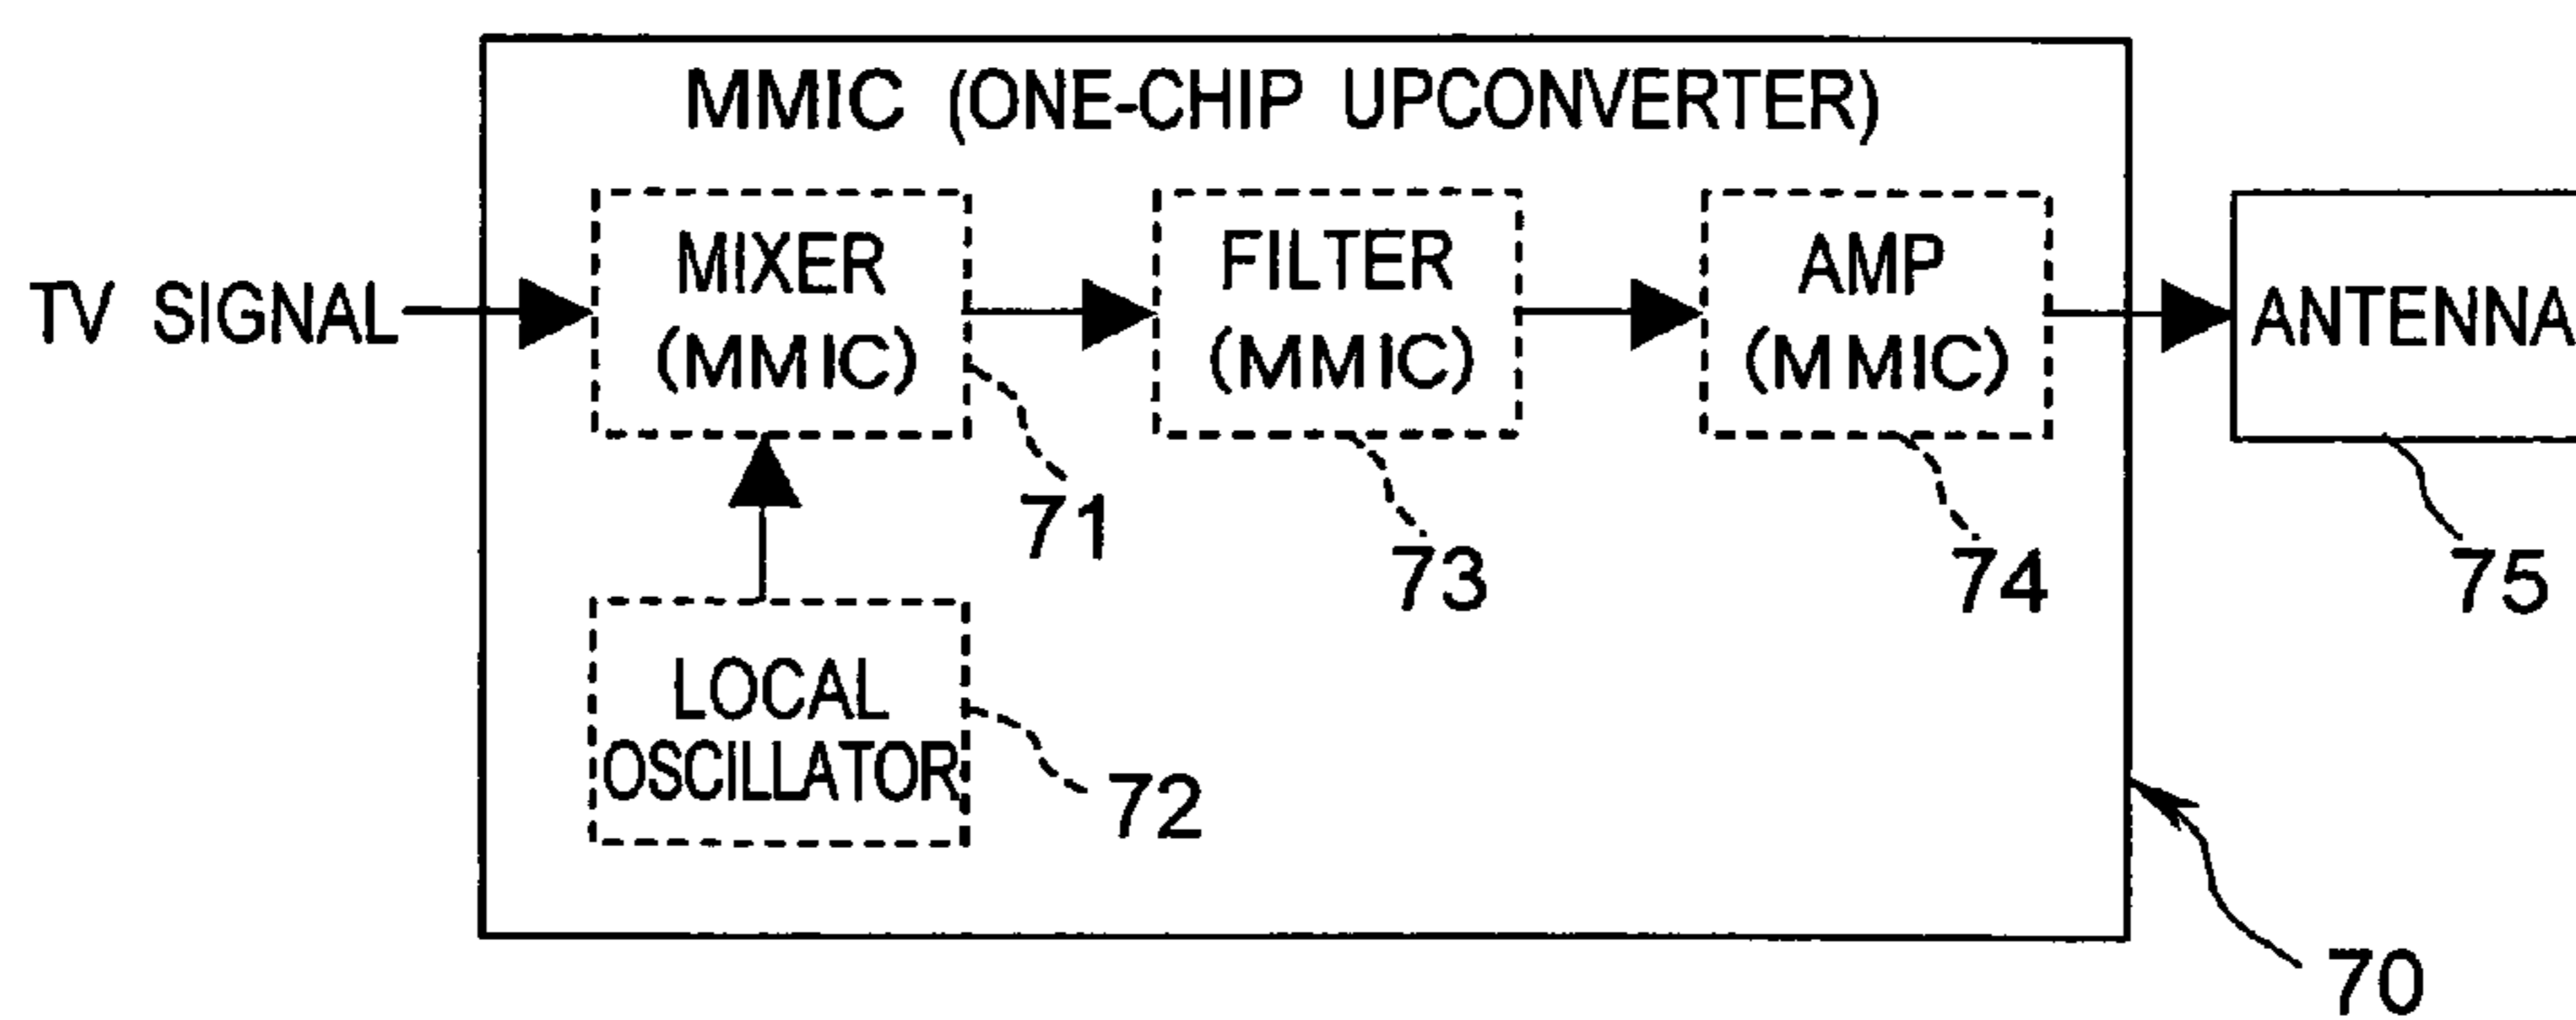 MMIC (ONE-CHIP UPCONVERTER)
TV SIGNAL
MIXER
(MMIC)
FILTER
(MMIC)
AMP
(MMIC)
ANTENNA
71
73
74
75
LOCAL
OSCILLATOR
72
70